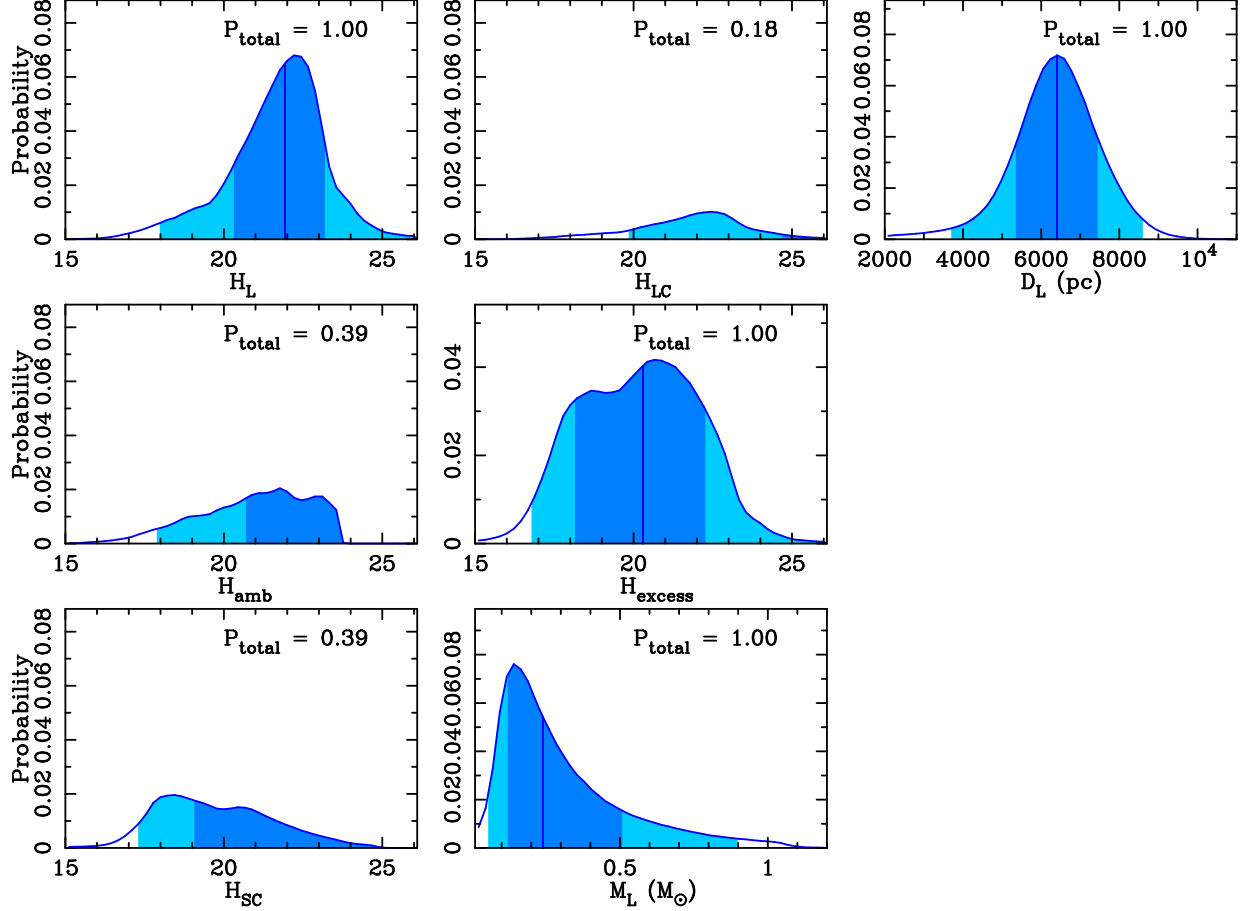 P_total = 1.00
Probability
0 0.02 0.04 0.06 0.08
15 20 25
H_L
P_total = 0.18
0 0.02 0.04 0.06 0.08
15 20 25
H_LC
P_total = 1.00
0 0.02 0.04 0.06 0.08
2000 4000 6000 8000 10^4
D_L (pc)
P_total = 0.39
Probability
0 0.02 0.04 0.06 0.08
15 20 25
H_amb
P_total = 1.00
0 0.02 0.04
15 20 25
H_excess
P_total = 0.39
Probability
0 0.02 0.04 0.06 0.08
15 20 25
H_SC
P_total = 1.00
0 0.02 0.04 0.06 0.08
0.5 1
M_L (M_⊙)